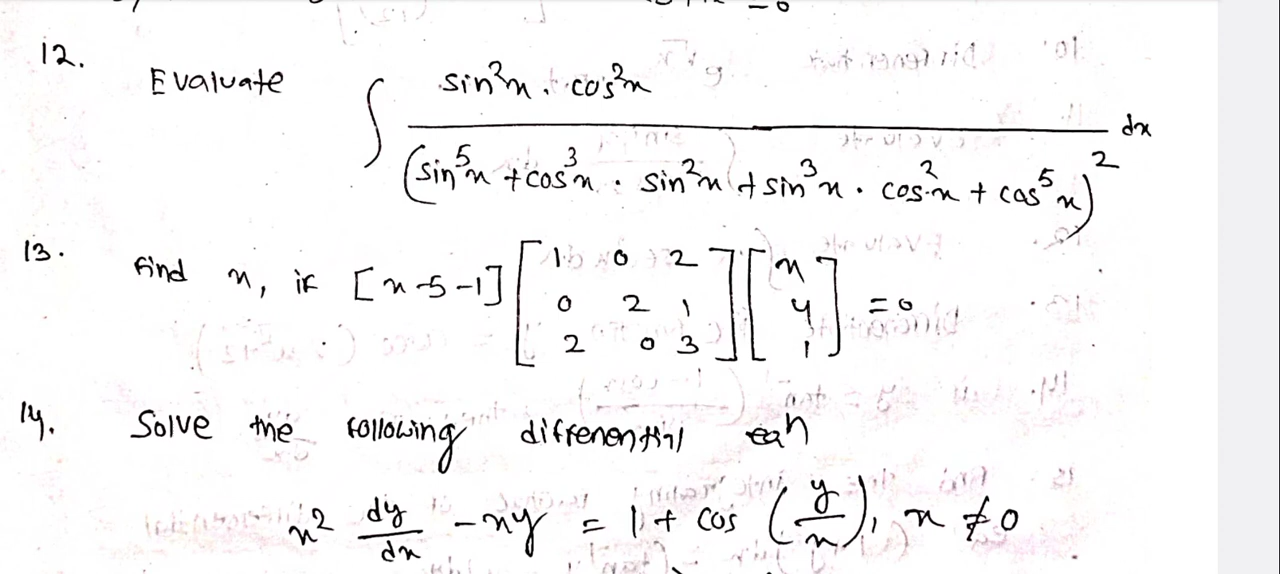 12. Evaluate ∫ sin²x . cos²x / (sin⁵x + cos³x . sin²x + sin³x . cos²x + cos⁵x)² dx
13. Find x, if [x -5 -1] [1 0 2; 0 2 1; 2 0 3] [x; 4; 1] = 0
14. Solve the following differential eqn
x² dy/dx - xy = 1 + cos (y/x), x ≠ 0